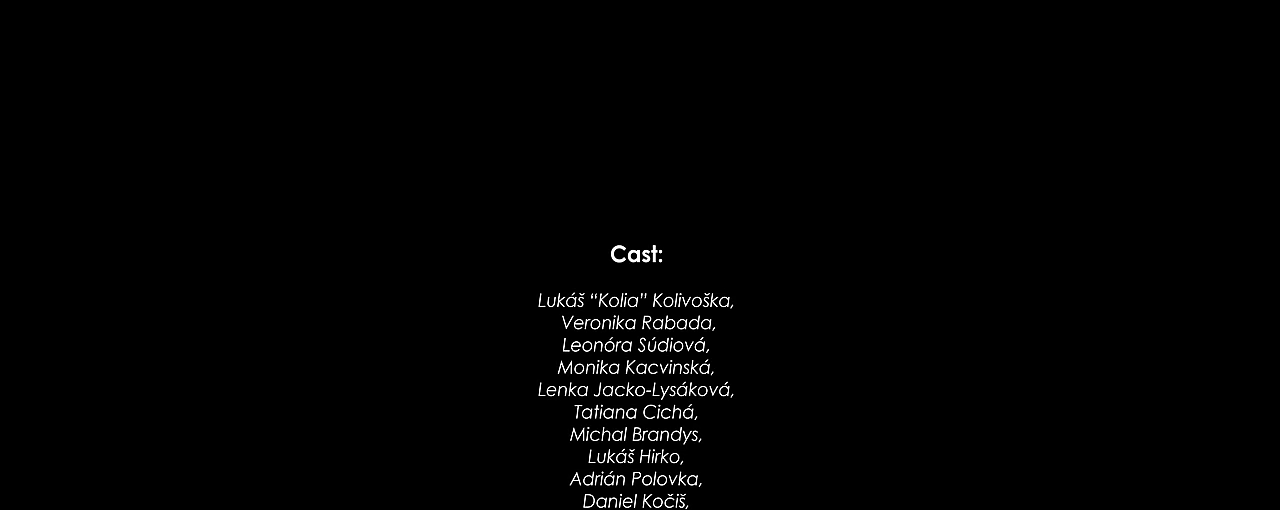 Cast:
Lukáš “Kolia” Kolivoška,
Veronika Rabada,
Leonóra Súdiová,
Monika Kacvinská,
Lenka Jacko-Lysáková,
Tatiana Cichá,
Michal Brandys,
Lukáš Hirko,
Adrián Polovka,
Daniel Kočiš,